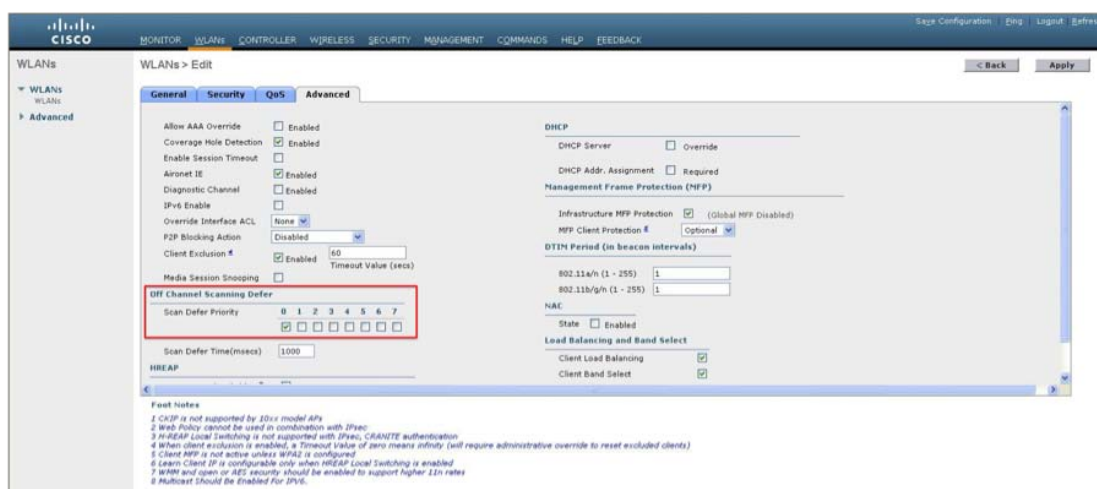 Save Configuration Ping Logout Refres
CISCO
MONITOR WLANs CONTROLLER WIRELESS SECURITY MANAGEMENT COMMANDS HELP FEEDBACK
WLANs
WLANs > Edit
< Back Apply
WLANs
WLANs
Advanced
General Security QoS Advanced
Allow AAA Override Enabled
Coverage Hole Detection Enabled
Enable Session Timeout
Aironet IE Enabled
Diagnostic Channel Enabled
IPv6 Enable
Override Interface ACL None
P2P Blocking Action Disabled
Client Exclusion 4 Enabled 60
Timeout Value (secs)
Media Session Snooping
Off Channel Scanning Defer
Scan Defer Priority 0 1 2 3 4 5 6 7
Scan Defer Time(msecs) 1000
HREAP
DHCP
DHCP Server Override
DHCP Addr. Assignment Required
Management Frame Protection (MFP)
Infrastructure MFP Protection (Global MFP Disabled)
MFP Client Protection Optional
DTIM Period (in beacon intervals)
802.11a/n (1 - 255) 1
802.11b/g/n (1 - 255) 1
NAC
State Enabled
Load Balancing and Band Select
Client Load Balancing
Client Band Select
Foot Notes
1 CKIP is not supported by 10xx model APs
2 Web Policy cannot be used in combination with IPsec
3 H-REAP Local Switching is not supported with IPsec, CRANITE authentication
4 When client exclusion is enabled, a Timeout Value of zero means infinity (will require administrative override to reset excluded clients)
5 Client MFP is not active unless WPA2 is configured
6 Learn Client IP is configurable only when HREAP Local Switching is enabled
7 WMM and open or AES security should be enabled to support higher 11n rates
8 Multicast Should Be Enabled For IPV6.